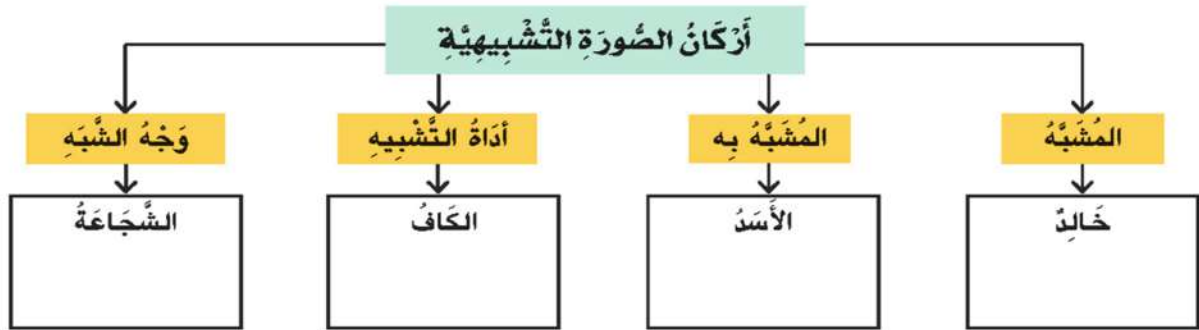 أَرْكَانُ الصُّورَةِ التَّشْبِيهِيَّةِ
المُشَبَّهُ
المُشَبَّهُ بِه
أَدَاةُ التَّشْبِيهِ
وَجْهُ الشَّبَهِ
خَالِدٌ
الأَسَدُ
الكَافُ
الشَّجَاعَةُ